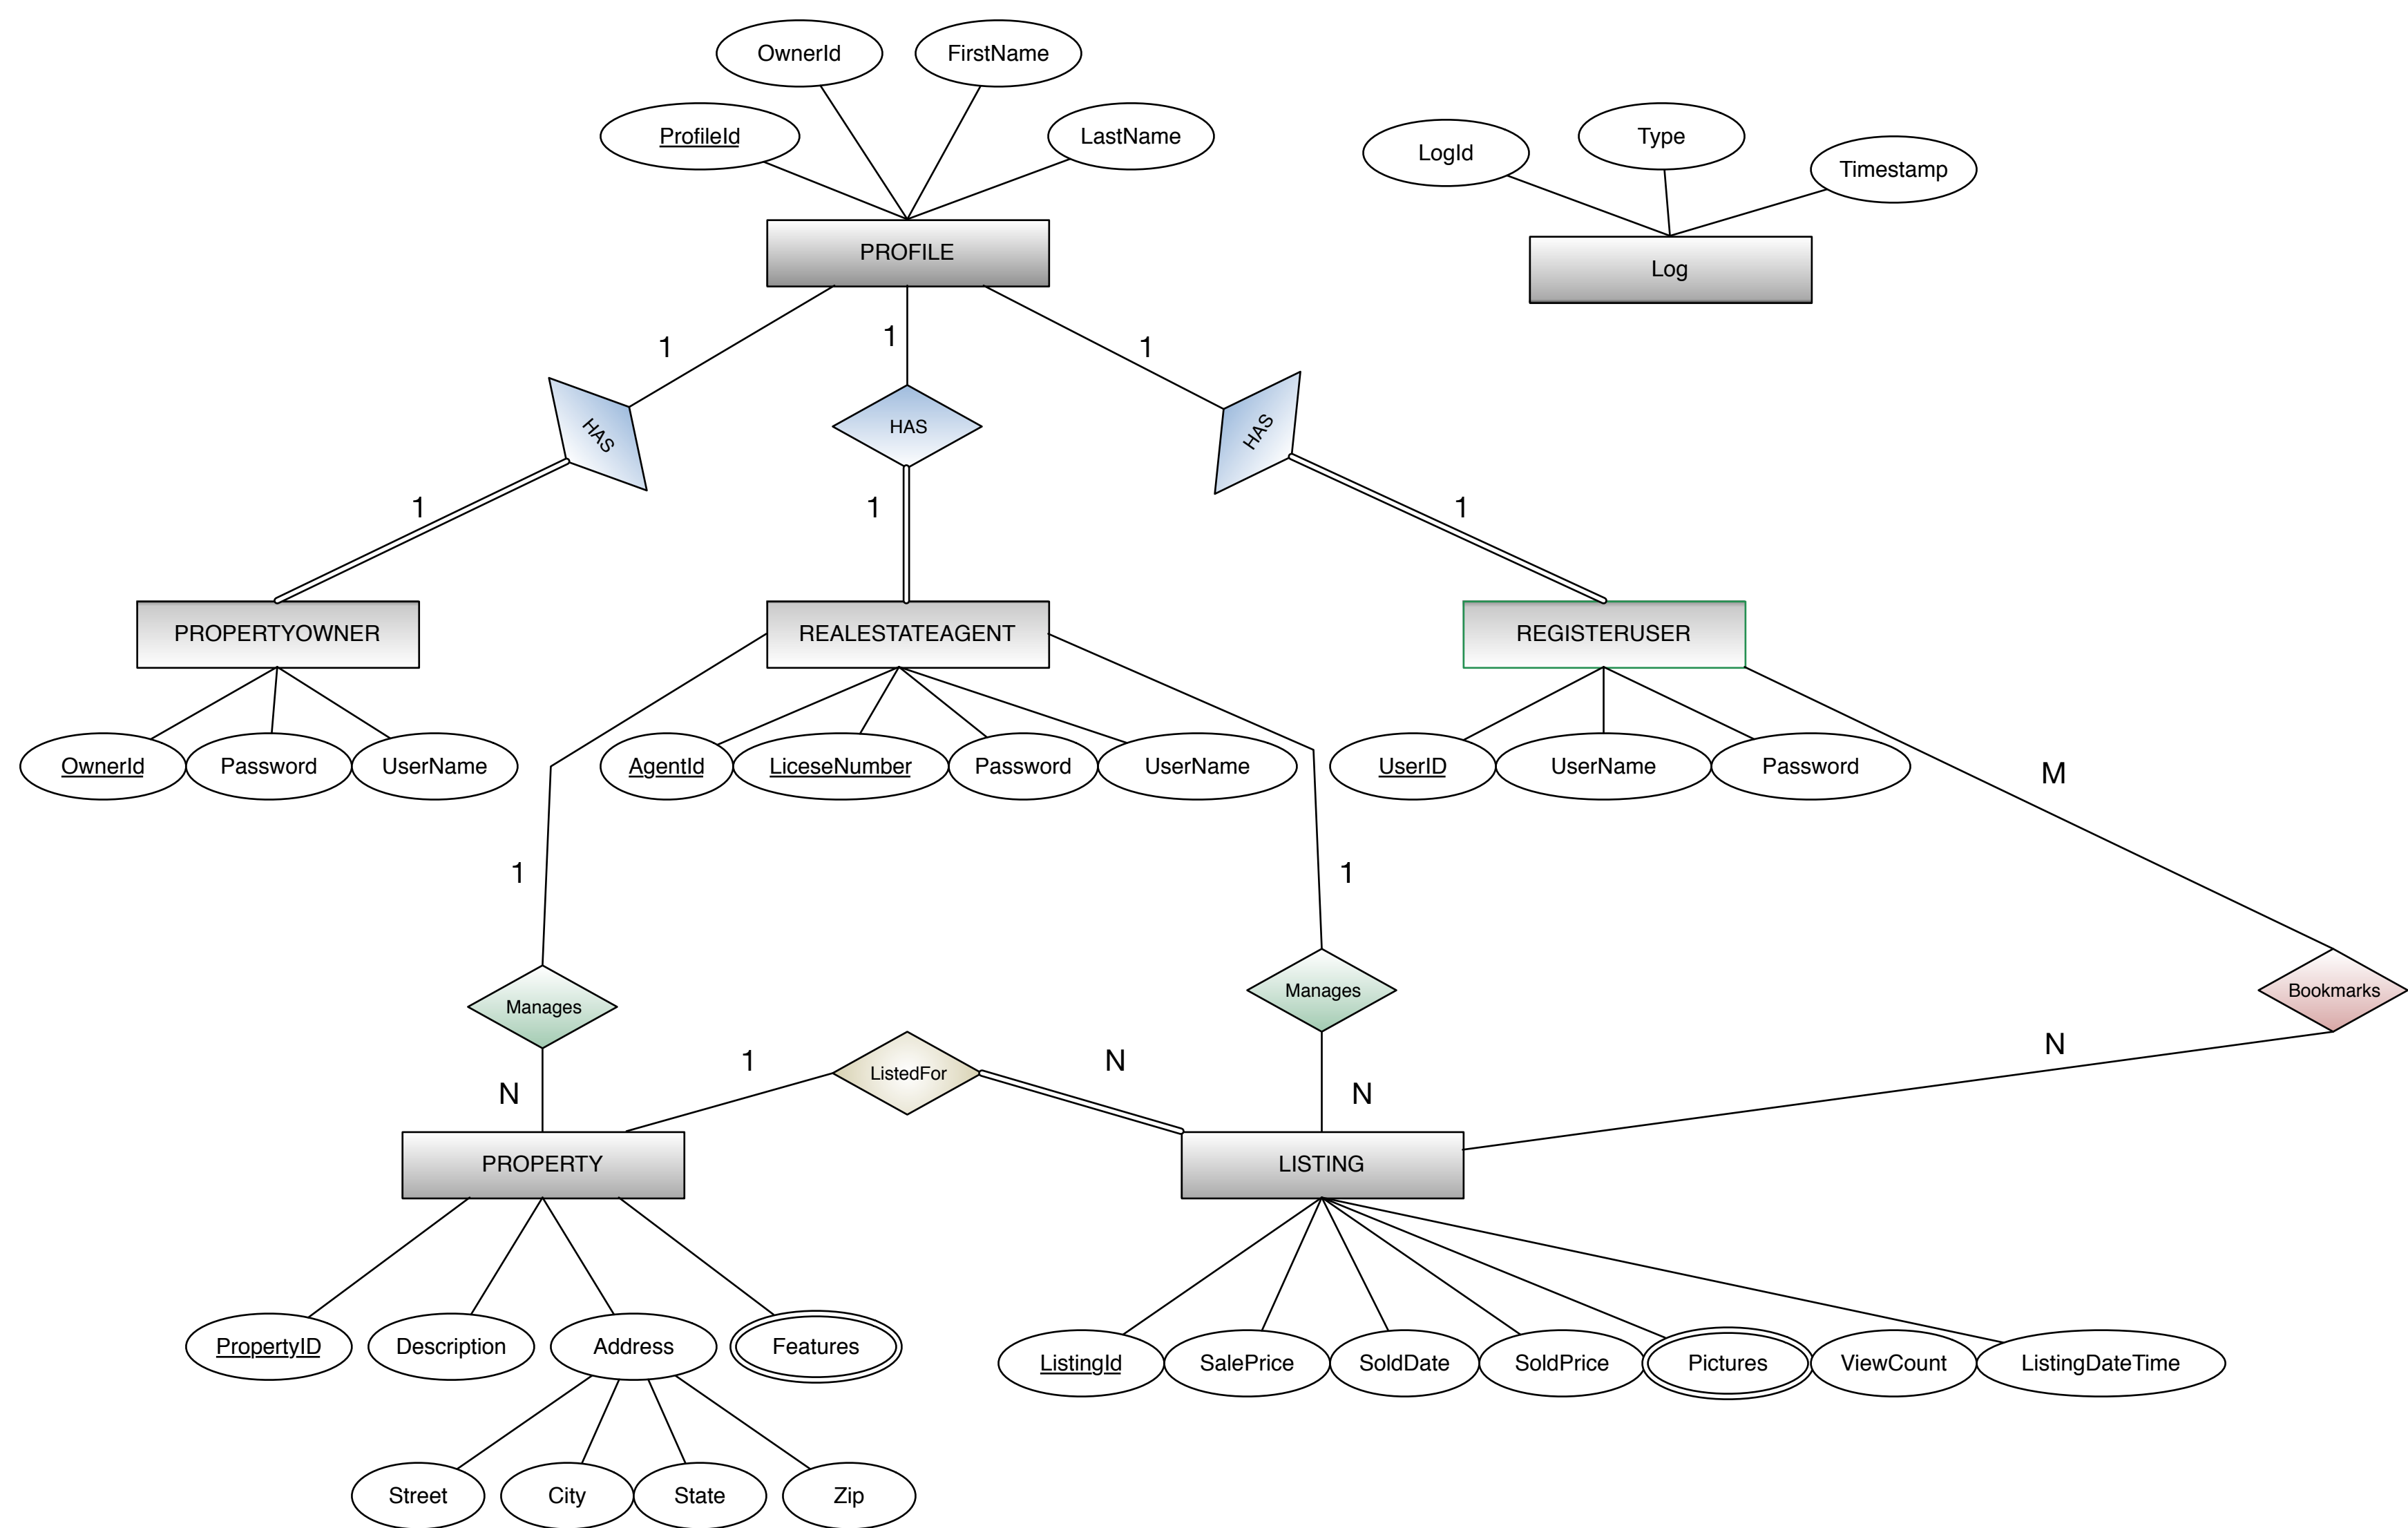 OwnerId
FirstName
ProfileId
LastName
LogId
Type
Timestamp
PROFILE
Log
1
1
1
HAS
HAS
HAS
1
1
1
PROPERTYOWNER
REALESTATEAGENT
REGISTERUSER
OwnerId
Password
UserName
AgentId
LiceseNumber
Password
UserName
UserID
UserName
Password
M
1
1
Manages
Manages
Bookmarks
1
ListedFor
N
N
N
N
PROPERTY
LISTING
PropertyID
Description
Address
Features
ListingId
SalePrice
SoldDate
SoldPrice
Pictures
ViewCount
ListingDateTime
Street
City
State
Zip